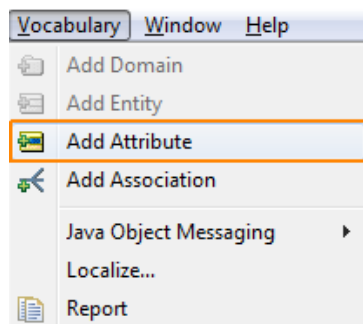 Vocabulary Window Help
Add Domain
Add Entity
Add Attribute
Add Association
Java Object Messaging
Localize...
Report